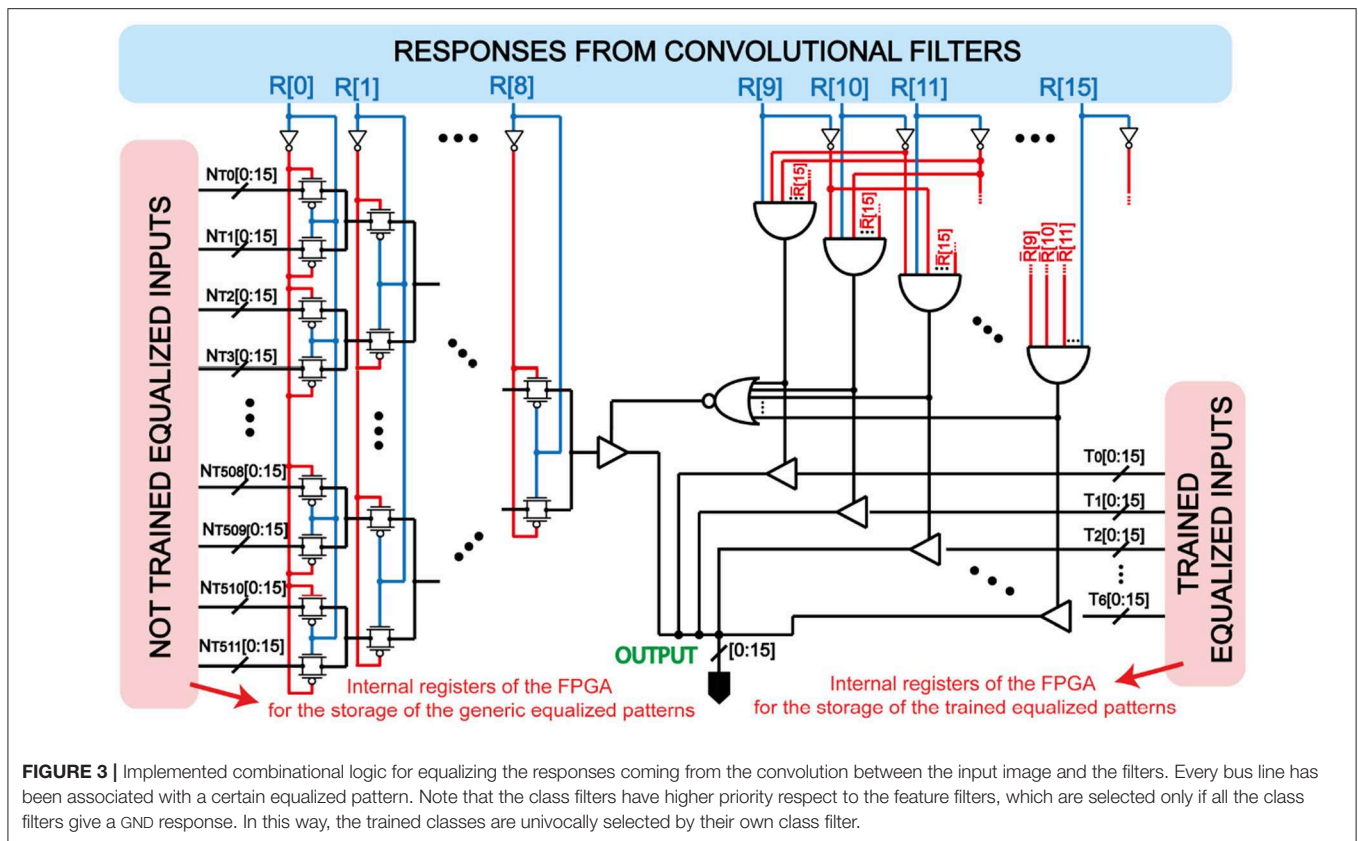 RESPONSES FROM CONVOLUTIONAL FILTERS
R[0] R[1] R[8] R[9] R[10] R[11] R[15]
NOT TRAINED EQUALIZED INPUTS
NT0[0:15]
NT1[0:15]
NT2[0:15]
NT3[0:15]
NT508[0:15]
NT509[0:15]
NT510[0:15]
NT511[0:15]
R̅[15]
R̅[15]
R̅[15]
R̅[9]
R̅[10]
R̅[11]
TRAINED
EQUALIZED INPUTS
T0[0:15]
T1[0:15]
T2[0:15]
T6[0:15]
OUTPUT [0:15]
Internal registers of the FPGA
for the storage of the generic equalized patterns
Internal registers of the FPGA
for the storage of the trained equalized patterns
FIGURE 3 | Implemented combinational logic for equalizing the responses coming from the convolution between the input image and the filters. Every bus line has
been associated with a certain equalized pattern. Note that the class filters have higher priority respect to the feature filters, which are selected only if all the class
filters give a GND response. In this way, the trained classes are univocally selected by their own class filter.